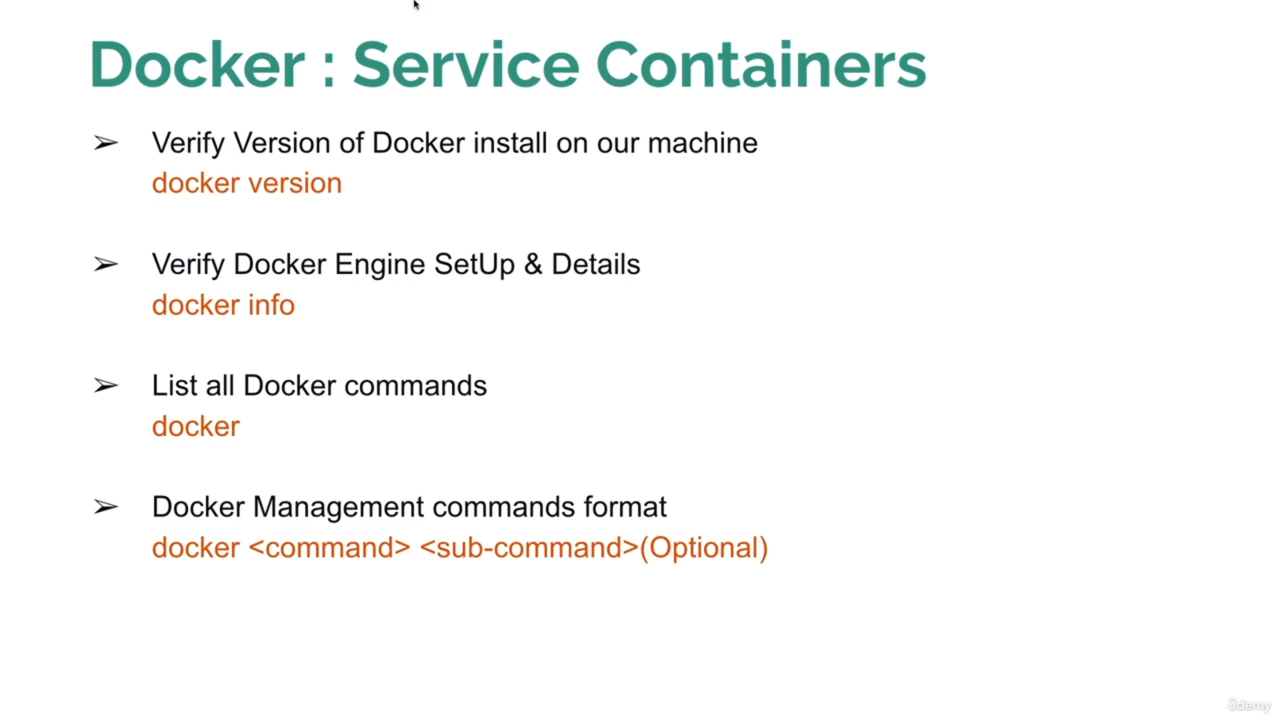 Docker : Service Containers
➢ Verify Version of Docker install on our machine
docker version
➢ Verify Docker Engine SetUp & Details
docker info
➢ List all Docker commands
docker
➢ Docker Management commands format
docker <command> <sub-command>(Optional)
ûdemy